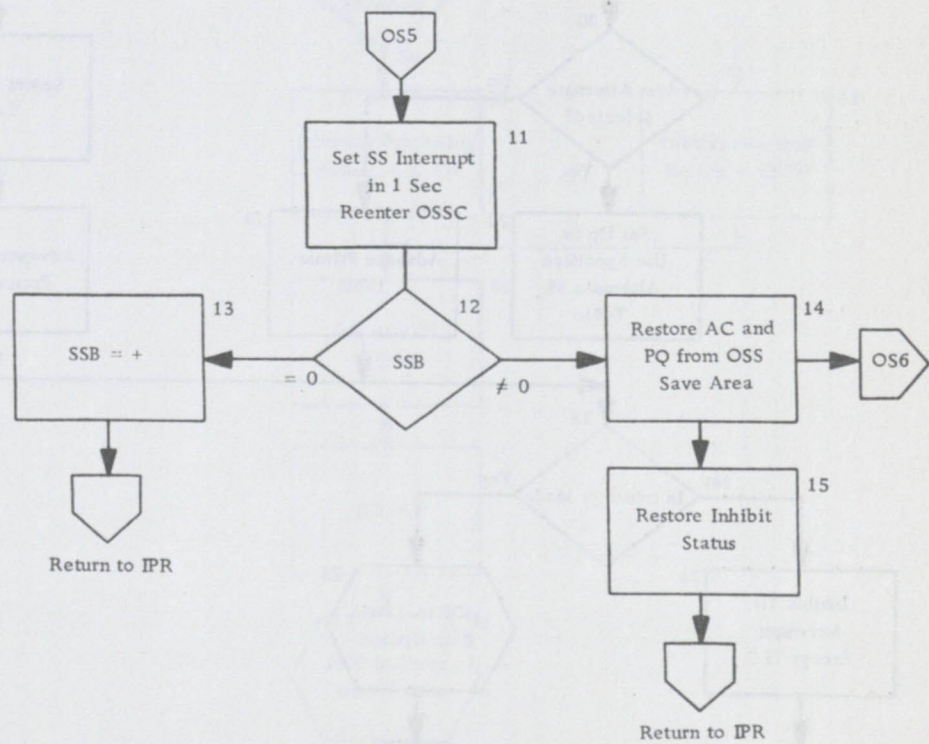 OS5
11
Set SS Interrupt
in 1 Sec
Reenter OSSC
12
SSB
= 0
≠ 0
13
SSB = +
Return to IPR
14
Restore AC and
PQ from OSS
Save Area
OS6
15
Restore Inhibit
Status
Return to IPR